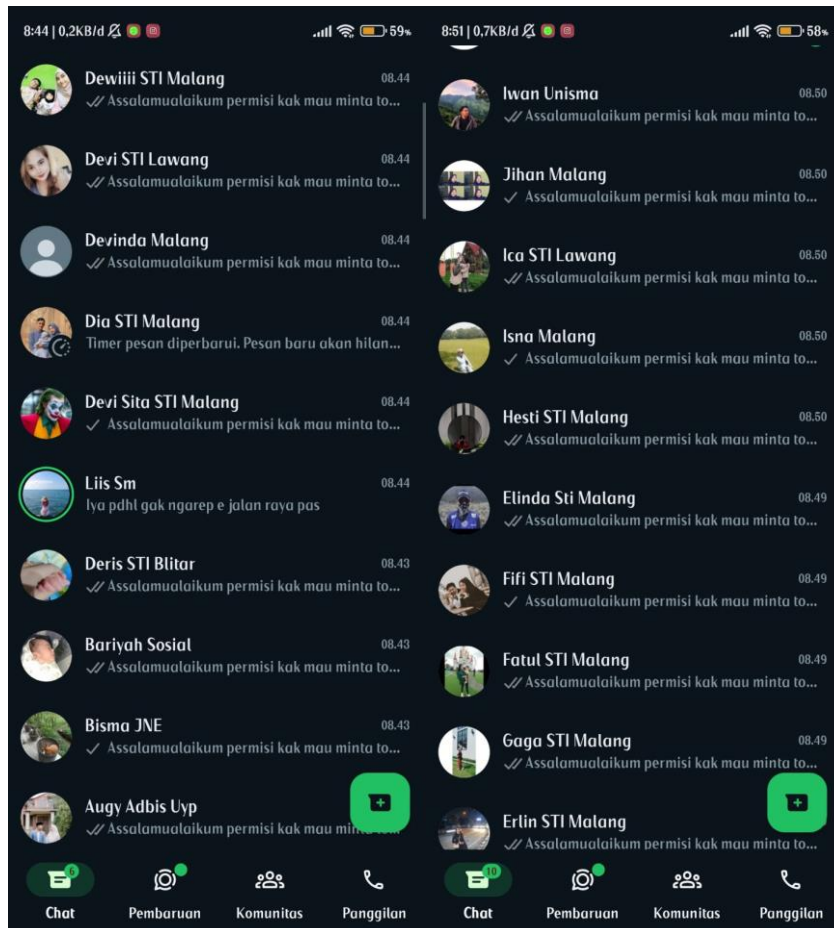 8:44 | 0,2KB/d
59%
Dewiiii STI Malang
08.44
Assalamualaikum permisi kak mau minta to...
Devi STI Lawang
08.44
Assalamualaikum permisi kak mau minta to...
Devinda Malang
08.44
Assalamualaikum permisi kak mau minta to...
Dia STI Malang
08.44
Timer pesan diperbarui. Pesan baru akan hilan...
Devi Sita STI Malang
08.44
Assalamualaikum permisi kak mau minta to...
Liis Sm
08.44
Iya pdhl gak ngarep e jalan raya pas
Deris STI Blitar
08.43
Assalamualaikum permisi kak mau minta to...
Bariyah Sosial
08.43
Assalamualaikum permisi kak mau minta to...
Bisma JNE
08.43
Assalamualaikum permisi kak mau minta to...
Augy Adbis Uyp
Assalamualaikum permisi kak mau
6
Chat
Pembaruan
Komunitas
Panggilan
8:51 | 0,7KB/d
58%
Iwan Unisma
08.50
Assalamualaikum permisi kak mau minta to...
Jihan Malang
08.50
Assalamualaikum permisi kak mau minta to...
Ica STI Lawang
08.50
Assalamualaikum permisi kak mau minta to...
Isna Malang
08.50
Assalamualaikum permisi kak mau minta to...
Hesti STI Malang
08.50
Assalamualaikum permisi kak mau minta to...
Elinda Sti Malang
08.49
Assalamualaikum permisi kak mau minta to...
Fifi STI Malang
08.49
Assalamualaikum permisi kak mau minta to...
Fatul STI Malang
08.49
Assalamualaikum permisi kak mau minta to...
Gaga STI Malang
08.49
Assalamualaikum permisi kak mau minta to...
Erlin STI Malang
Assalamualaikum permisi kak mau minta to...
10
Chat
Pembaruan
Komunitas
Panggilan